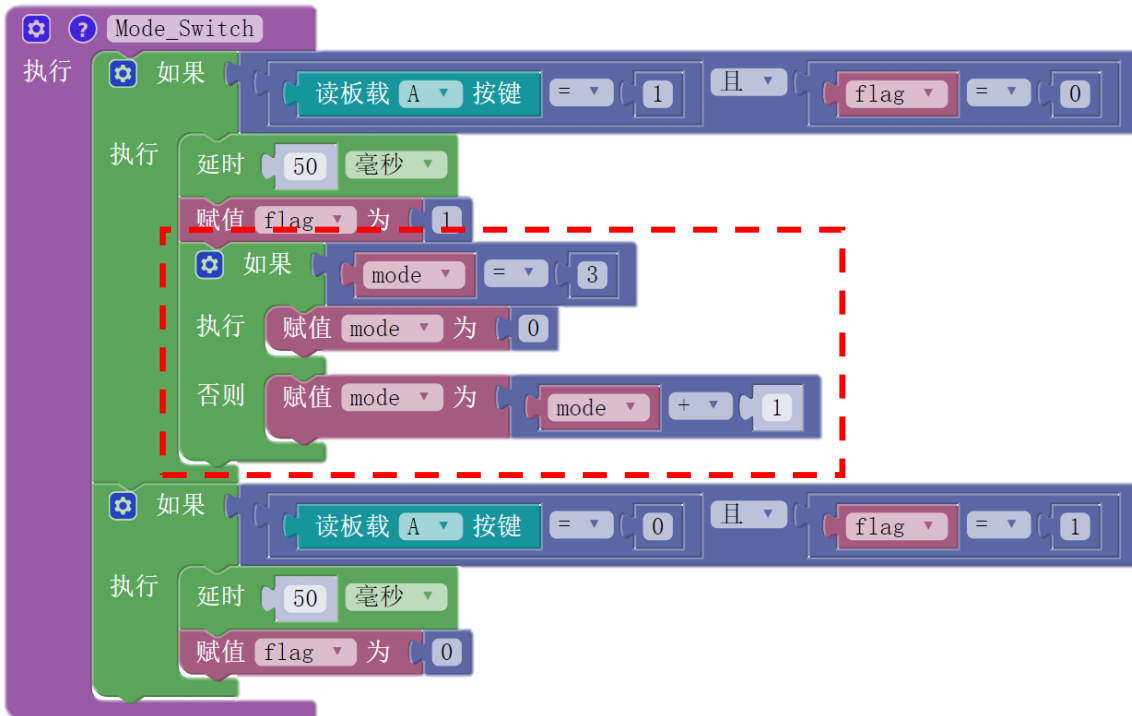 ? Mode_Switch
执行 如果 读板载 A 按键 = 1 且 flag = 0
执行 延时 50 毫秒
赋值 flag 为 1
如果 mode = 3
执行 赋值 mode 为 0
否则 赋值 mode 为 mode + 1
如果 读板载 A 按键 = 0 且 flag = 1
执行 延时 50 毫秒
赋值 flag 为 0